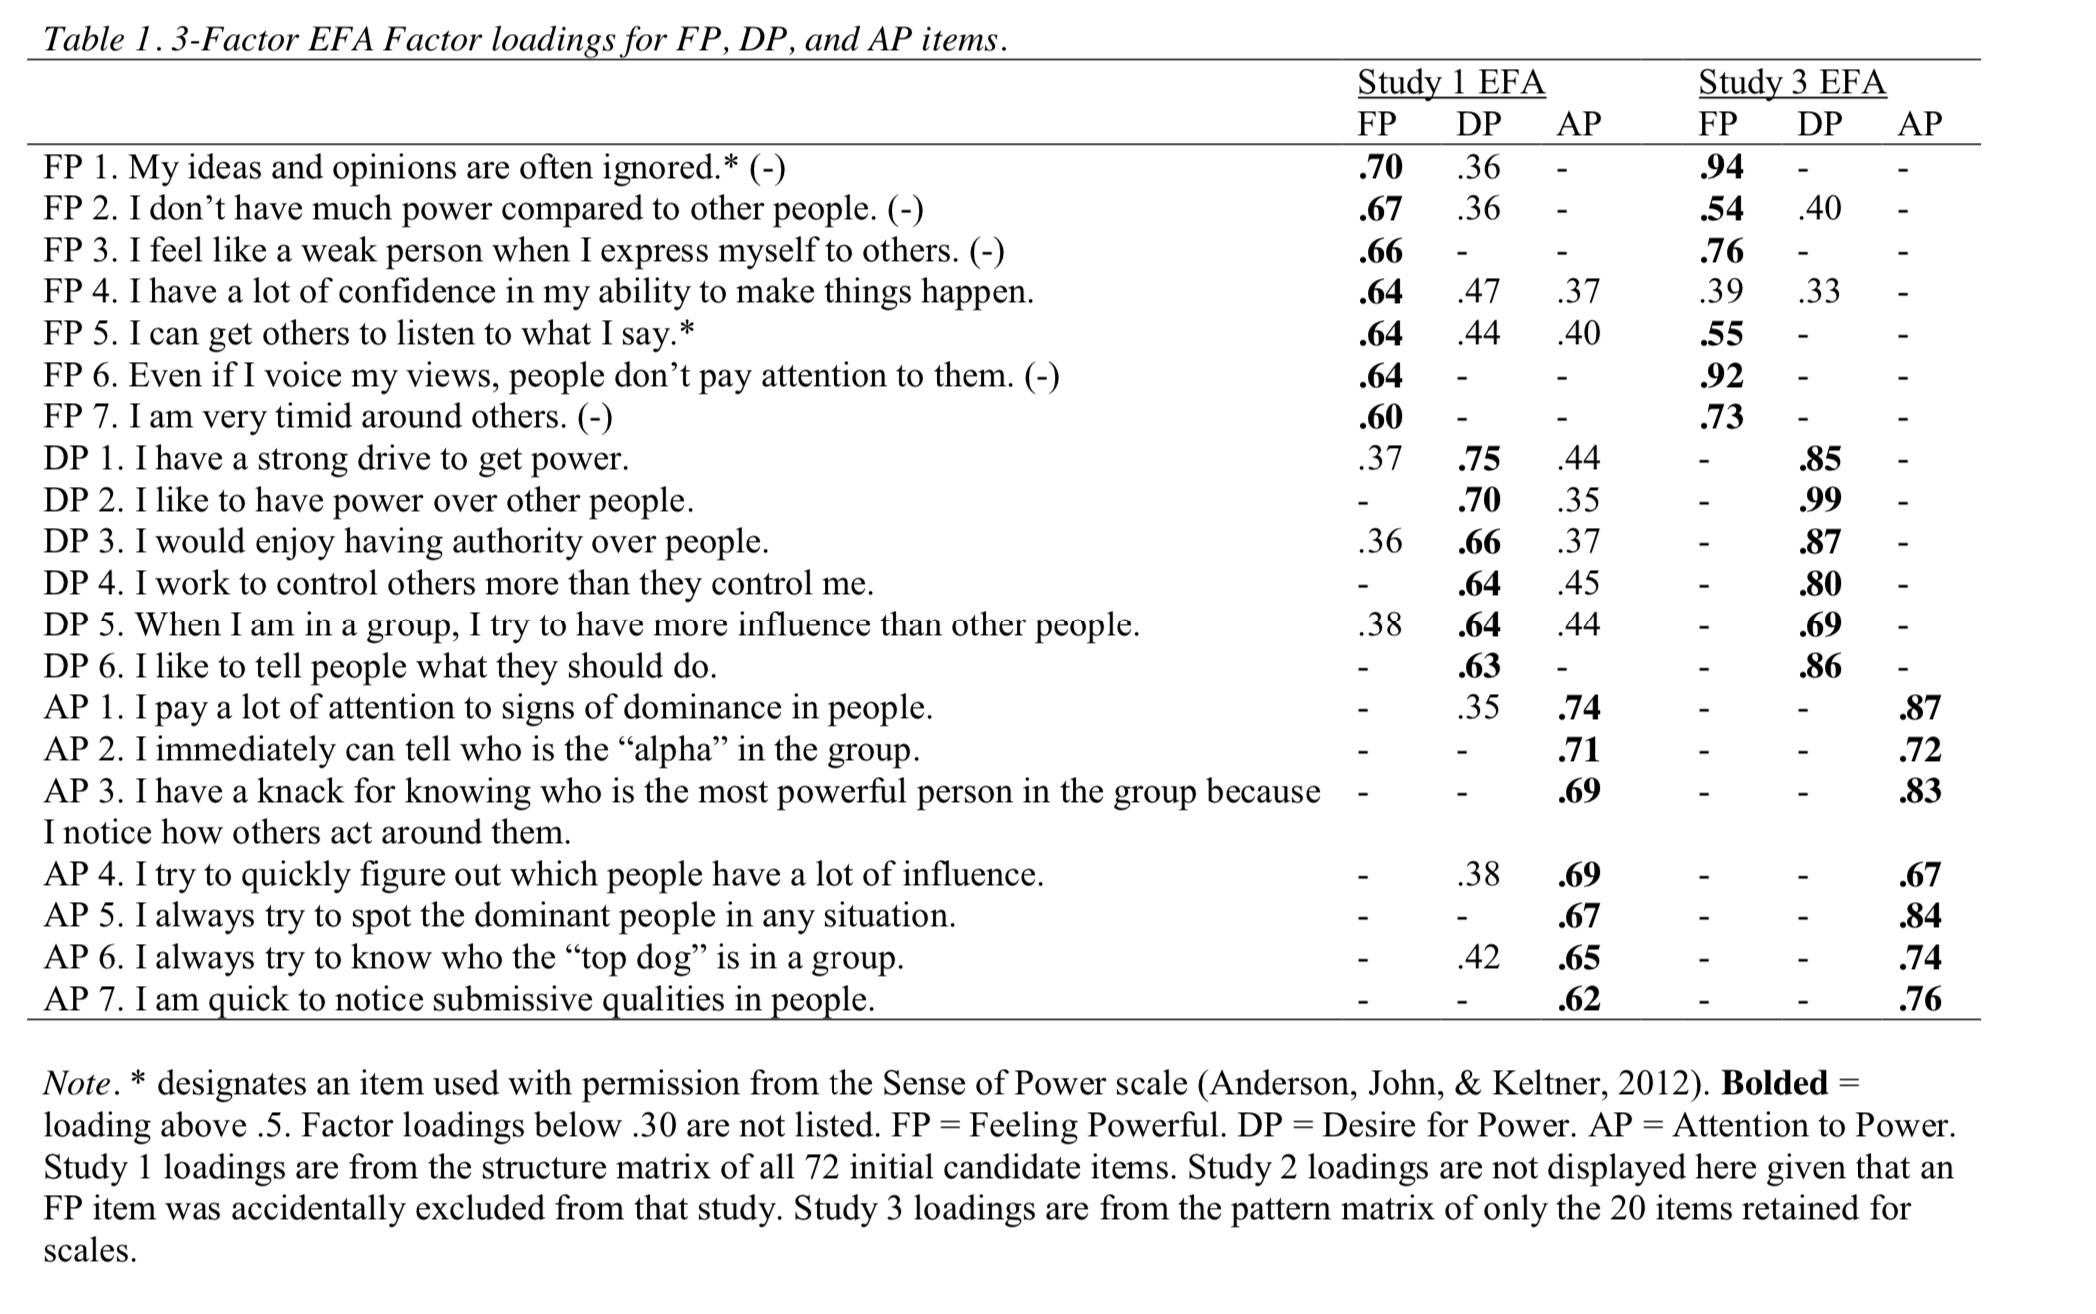 Table 1. 3-Factor EFA Factor loadings for FP, DP, and AP items.
Study 1 EFA Study 3 EFA
FP DP AP FP DP AP
FP 1. My ideas and opinions are often ignored.* (-) .70 .36 - .94 - -
FP 2. I don’t have much power compared to other people. (-) .67 .36 - .54 .40 -
FP 3. I feel like a weak person when I express myself to others. (-) .66 - - .76 - -
FP 4. I have a lot of confidence in my ability to make things happen. .64 .47 .37 .39 .33 -
FP 5. I can get others to listen to what I say.* .64 .44 .40 .55 - -
FP 6. Even if I voice my views, people don’t pay attention to them. (-) .64 - - .92 - -
FP 7. I am very timid around others. (-) .60 - - .73 - -
DP 1. I have a strong drive to get power. .37 .75 .44 - .85 -
DP 2. I like to have power over other people. - .70 .35 - .99 -
DP 3. I would enjoy having authority over people. .36 .66 .37 - .87 -
DP 4. I work to control others more than they control me. - .64 .45 - .80 -
DP 5. When I am in a group, I try to have more influence than other people. .38 .64 .44 - .69 -
DP 6. I like to tell people what they should do. - .63 - - .86 -
AP 1. I pay a lot of attention to signs of dominance in people. - .35 .74 - - .87
AP 2. I immediately can tell who is the “alpha” in the group. - - .71 - - .72
AP 3. I have a knack for knowing who is the most powerful person in the group because - - .69 - - .83
I notice how others act around them.
AP 4. I try to quickly figure out which people have a lot of influence. - .38 .69 - - .67
AP 5. I always try to spot the dominant people in any situation. - - .67 - - .84
AP 6. I always try to know who the “top dog” is in a group. - .42 .65 - - .74
AP 7. I am quick to notice submissive qualities in people. - - .62 - - .76
Note. * designates an item used with permission from the Sense of Power scale (Anderson, John, & Keltner, 2012). Bolded =
loading above .5. Factor loadings below .30 are not listed. FP = Feeling Powerful. DP = Desire for Power. AP = Attention to Power.
Study 1 loadings are from the structure matrix of all 72 initial candidate items. Study 2 loadings are not displayed here given that an
FP item was accidentally excluded from that study. Study 3 loadings are from the pattern matrix of only the 20 items retained for
scales.